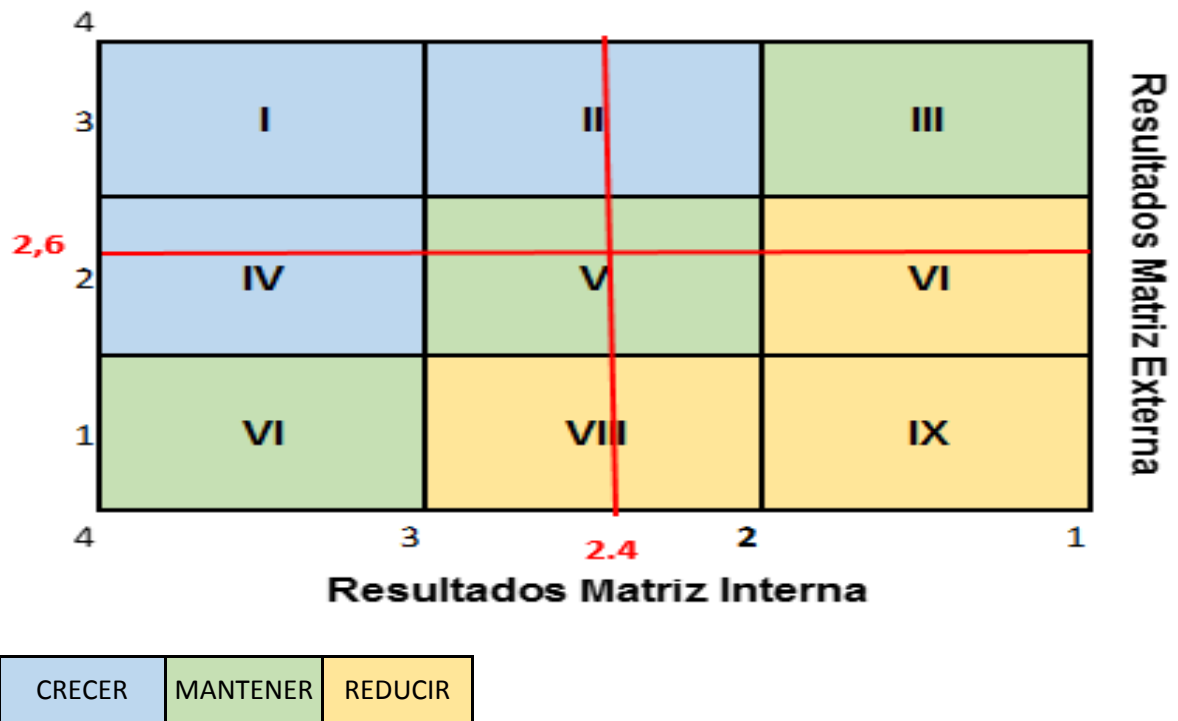 4
3 I II III
2,6
2 IV V VI
1 VI VIII IX
4 3 2.4 2 1
Resultados Matriz Interna
Resultados Matriz Externa
CRECER MANTENER REDUCIR